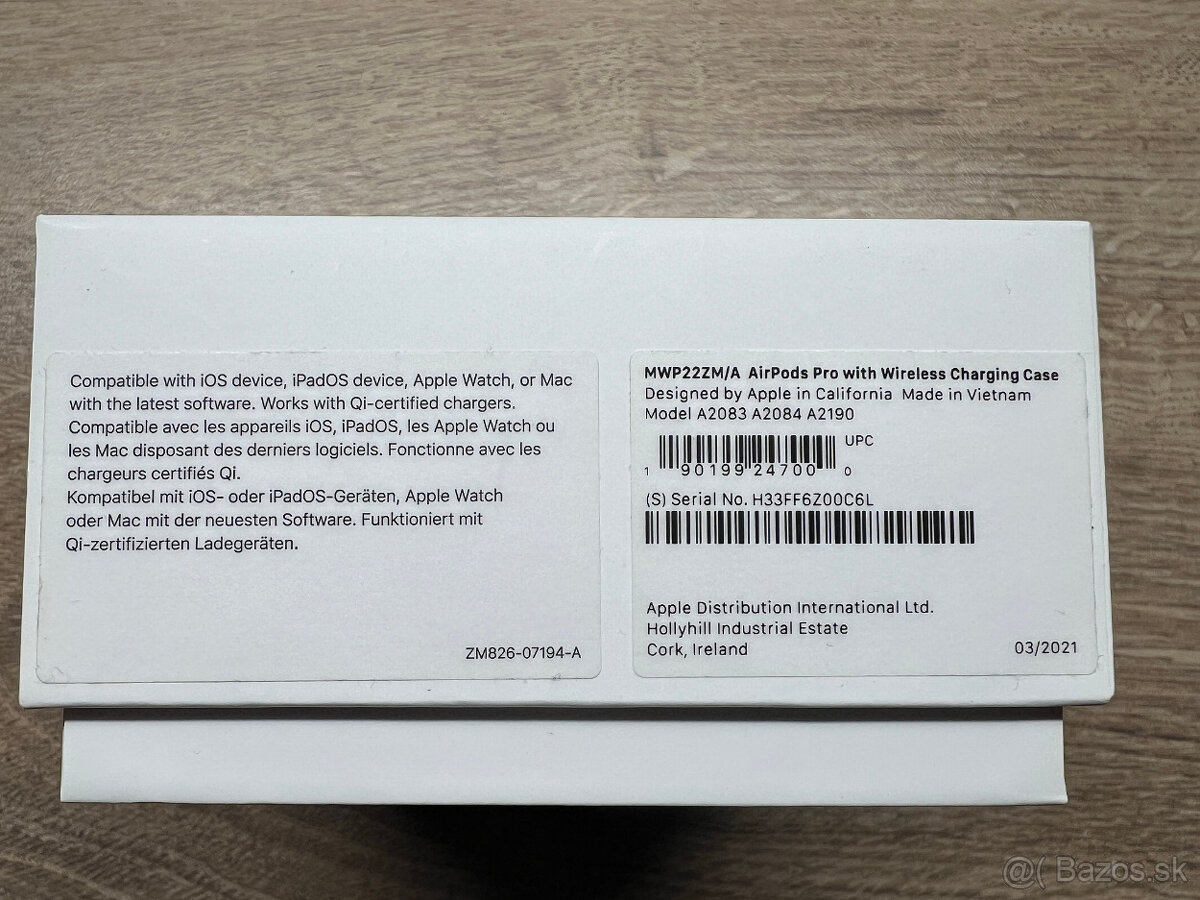 Compatible with iOS device, iPadOS device, Apple Watch, or Mac
with the latest software. Works with Qi-certified chargers.
Compatible avec les appareils iOS, iPadOS, les Apple Watch ou
les Mac disposant des derniers logiciels. Fonctionne avec les
chargeurs certifiés Qi.
Kompatibel mit iOS- oder iPadOS-Geräten, Apple Watch
oder Mac mit der neuesten Software. Funktioniert mit
Qi-zertifizierten Ladegeräten.
ZM826-07194-A
MWP22ZM/A AirPods Pro with Wireless Charging Case
Designed by Apple in California Made in Vietnam
Model A2083 A2084 A2190
UPC
1 90199 24700 0
(S) Serial No. H33FF6Z00C6L
Apple Distribution International Ltd.
Hollyhill Industrial Estate
Cork, Ireland
03/2021
@( Bazos.sk